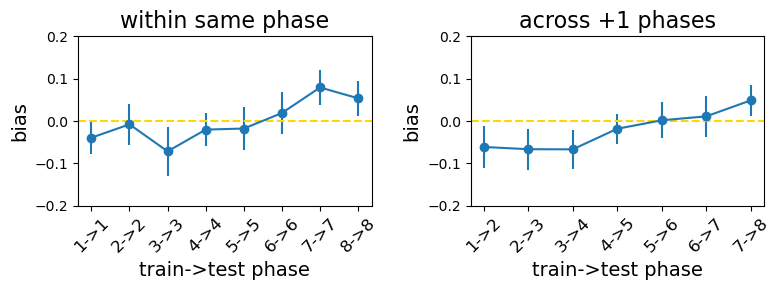 within same phase
0.2
0.1
0.0
−0.1
−0.2
bias
1->1 2->2 3->3 4->4 5->5 6->6 7->7 8->8
train->test phase
across +1 phases
0.2
0.1
0.0
−0.1
−0.2
bias
1->2 2->3 3->4 4->5 5->6 6->7 7->8
train->test phase